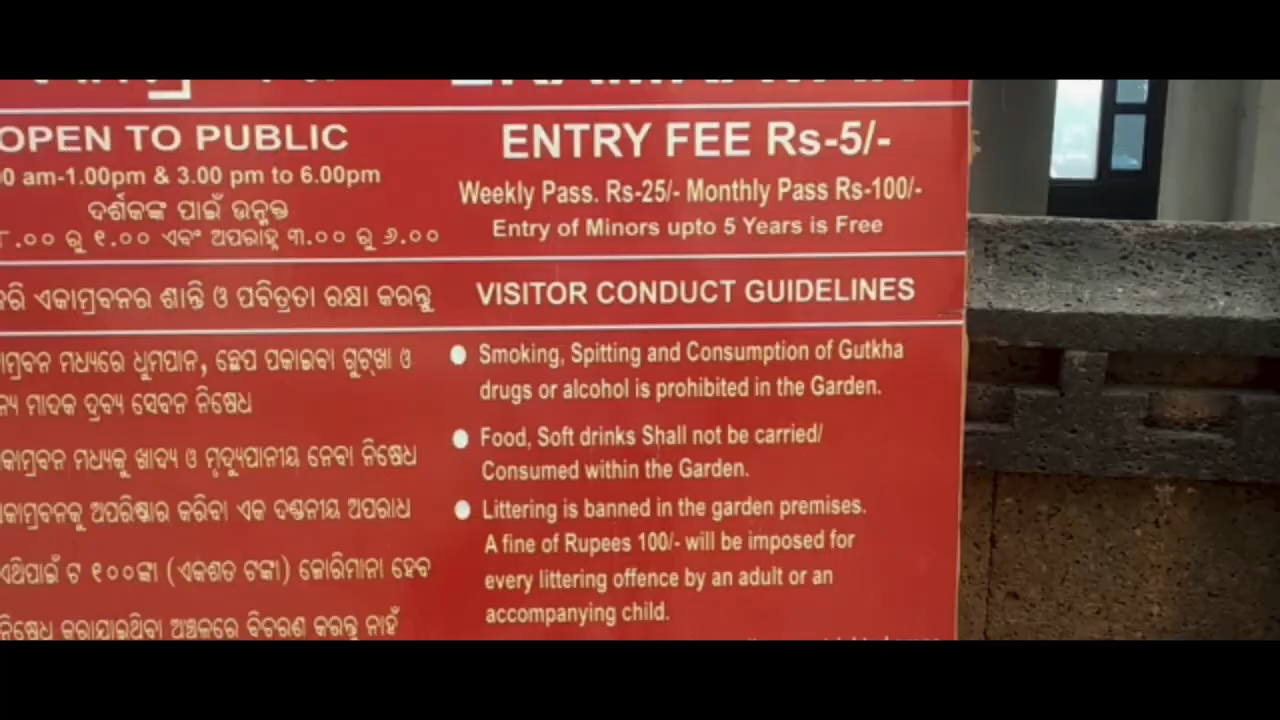 OPEN TO PUBLIC
am-1.00pm & 3.00 pm to 6.00pm
ଦର୍ଶକଙ୍କ ପାଇଁ ଉନ୍ମୁକ୍ତ
୮.୦୦ ରୁ ୧.୦୦ ଏବଂ ଅପରାହ୍ନ ୩.୦୦ ରୁ ୬.୦୦
ENTRY FEE Rs-5/-
Weekly Pass. Rs-25/- Monthly Pass Rs-100/-
Entry of Minors upto 5 Years is Free
ଏକାମ୍ରବନର ଶାନ୍ତି ଓ ପବିତ୍ରତା ରକ୍ଷା କରନ୍ତୁ
ମଧ୍ୟରେ ଧୂମପାନ, ଛେପ ପକାଇବା ଗୁଟ୍‌ଖା ଓ
ମାଦକ ଦ୍ରବ୍ୟ ସେବନ ନିଷେଧ
ମଧ୍ୟକୁ ଖାଦ୍ୟ ଓ ମୃଦୁପାନୀୟ ନେବା ନିଷେଧ
ଅପରିଷ୍କାର କରିବା ଏକ ଦଣ୍ଡନୀୟ ଅପରାଧ
ଏଥିପାଇଁ ଟ ୧୦୦ଙ୍କା (ଏକଶତ ଟଙ୍କା) ଜୋରିମାନା ହେବ
ନିଷେଧ କରାଯାଇଥିବା ଅଞ୍ଚଳରେ ବିଚରଣ କରନ୍ତୁ ନାହିଁ
VISITOR CONDUCT GUIDELINES
Smoking, Spitting and Consumption of Gutkha
drugs or alcohol is prohibited in the Garden.
Food, Soft drinks Shall not be carried/
Consumed within the Garden.
Littering is banned in the garden premises.
A fine of Rupees 100/- will be imposed for
every littering offence by an adult or an
accompanying child.